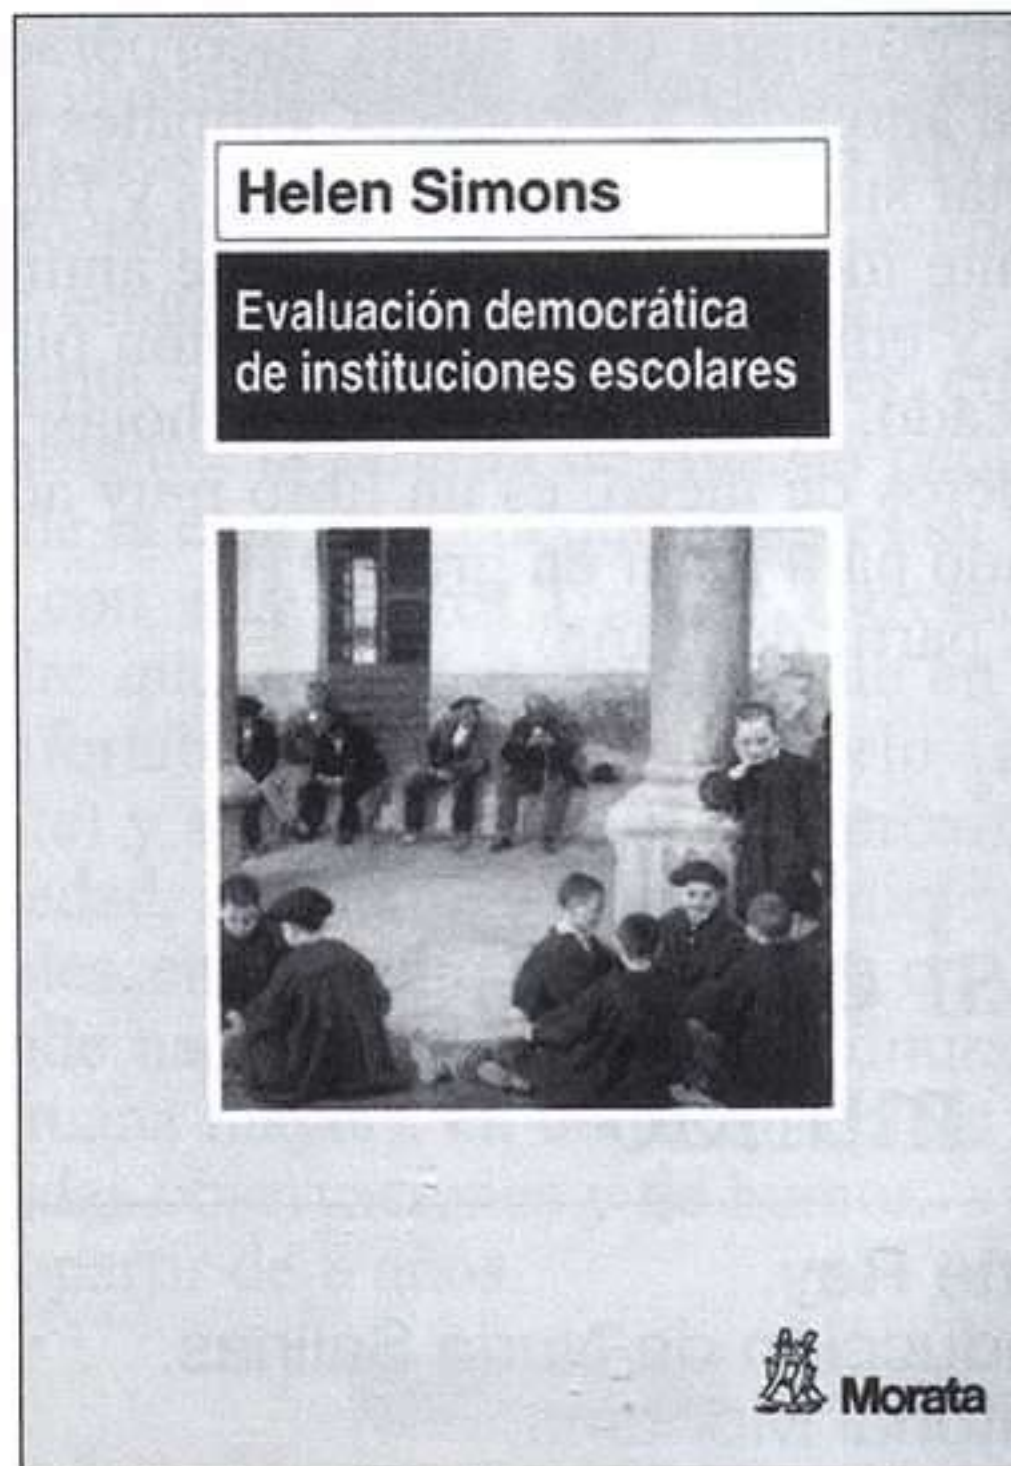 Helen Simons
Evaluación democrática
de instituciones escolares
Morata